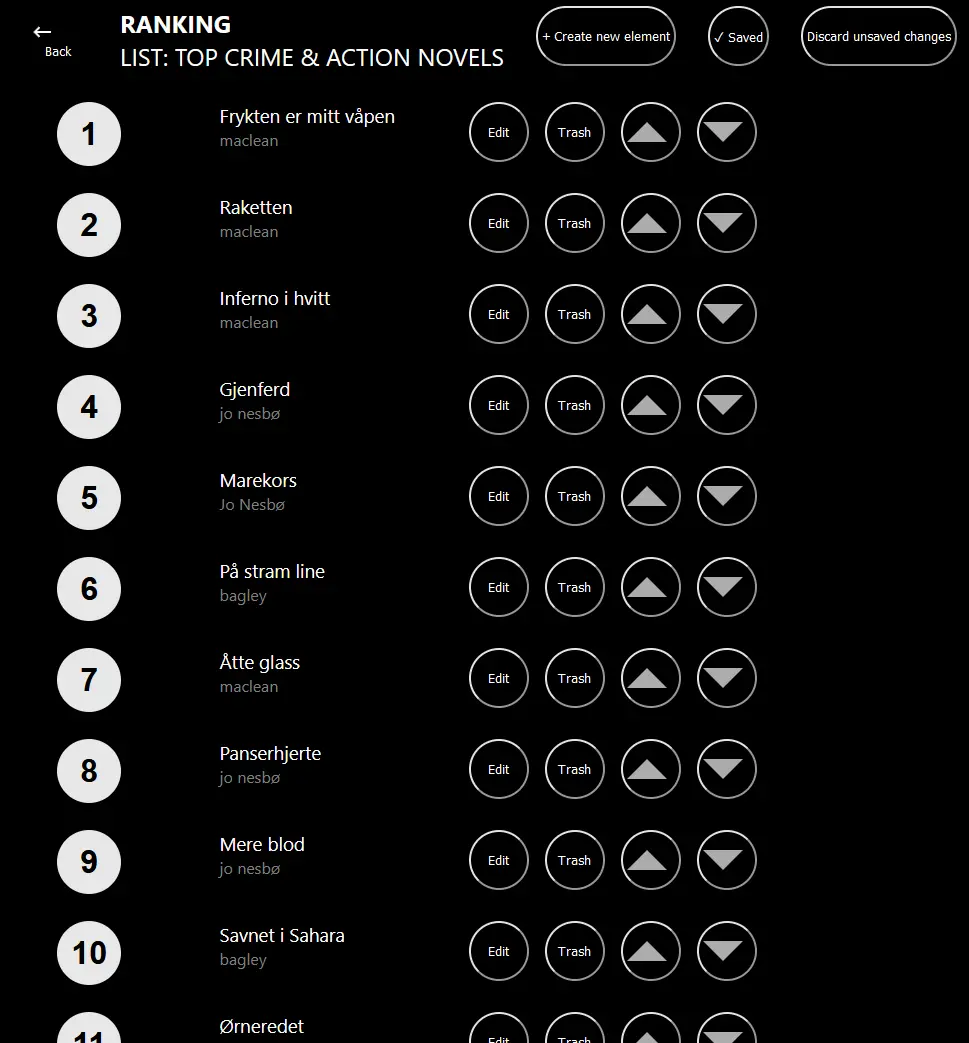 ←
Back
RANKING
LIST: TOP CRIME & ACTION NOVELS
+ Create new element
✓ Saved
Discard unsaved changes
1
Frykten er mitt våpen
maclean
Edit
Trash
2
Raketten
maclean
Edit
Trash
3
Inferno i hvitt
maclean
Edit
Trash
4
Gjenferd
jo nesbø
Edit
Trash
5
Marekors
Jo Nesbø
Edit
Trash
6
På stram line
bagley
Edit
Trash
7
Åtte glass
maclean
Edit
Trash
8
Panserhjerte
jo nesbø
Edit
Trash
9
Mere blod
jo nesbø
Edit
Trash
10
Savnet i Sahara
bagley
Edit
Trash
11
Ørneredet
Edit
Trash